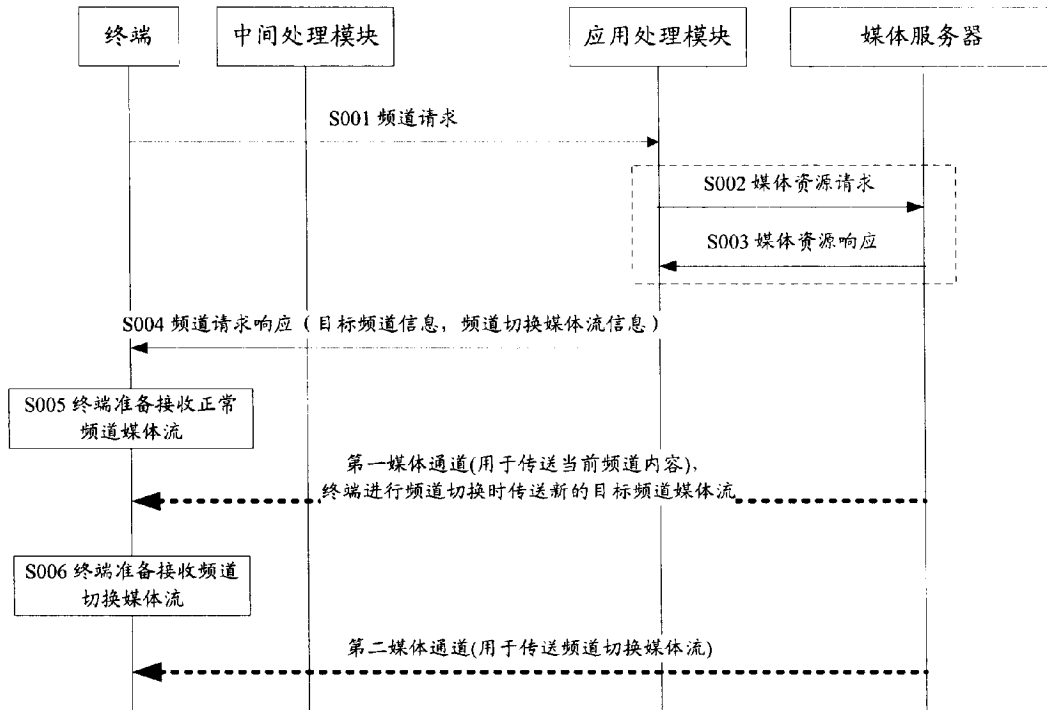 终端
中间处理模块
应用处理模块
媒体服务器
S001 频道请求
S002 媒体资源请求
S003 媒体资源响应
S004 频道请求响应（目标频道信息，频道切换媒体流信息）
S005 终端准备接收正常
频道媒体流
第一媒体通道(用于传送当前频道内容),
终端进行频道切换时传送新的目标频道媒体流
S006 终端准备接收频道
切换媒体流
第二媒体通道(用于传送频道切换媒体流)